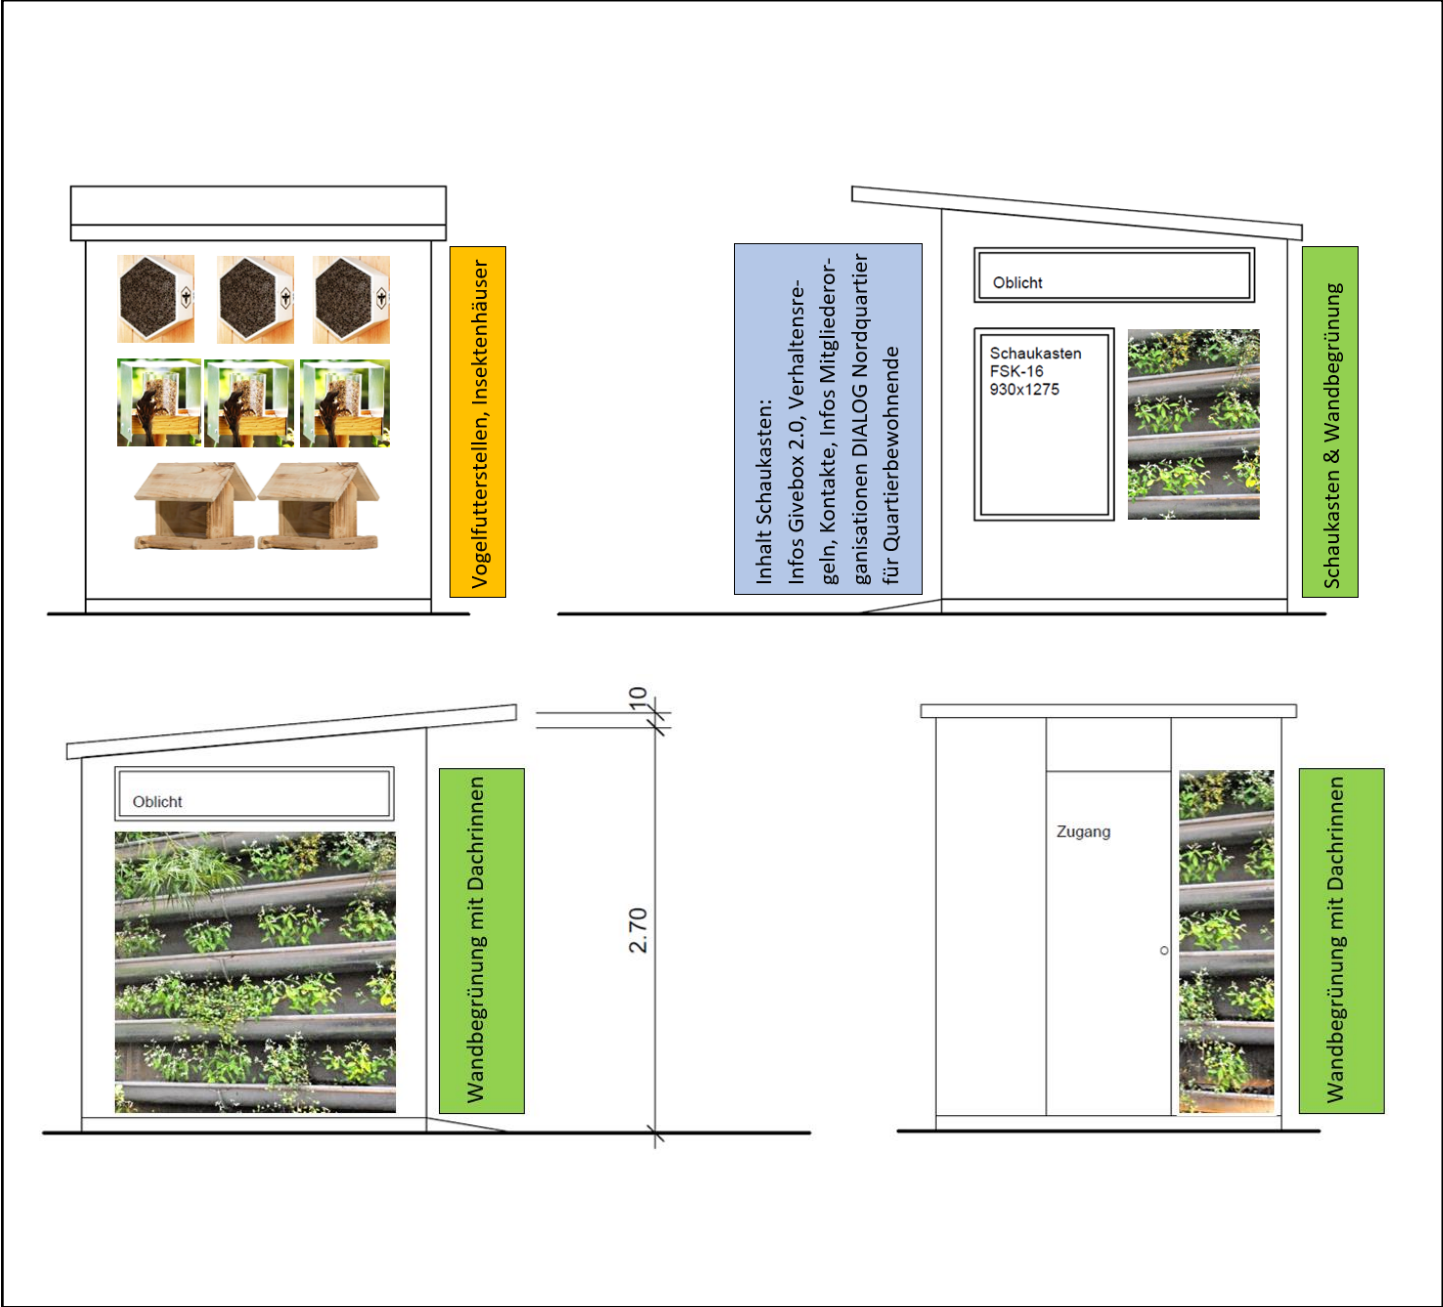 Vogelfutterstellen, Insektenhäuser
Inhalt Schaukasten:
Infos Givebox 2.0, Verhaltensre-
geln, Kontakte, Infos Mitgliederor-
ganisationen DIALOG Nordquartier
für Quartierbewohnende
Oblicht
Schaukasten
FSK-16
930x1275
Schaukasten & Wandbegrünung
Oblicht
Wandbegrünung mit Dachrinnen
10
2.70
Zugang
Wandbegrünung mit Dachrinnen